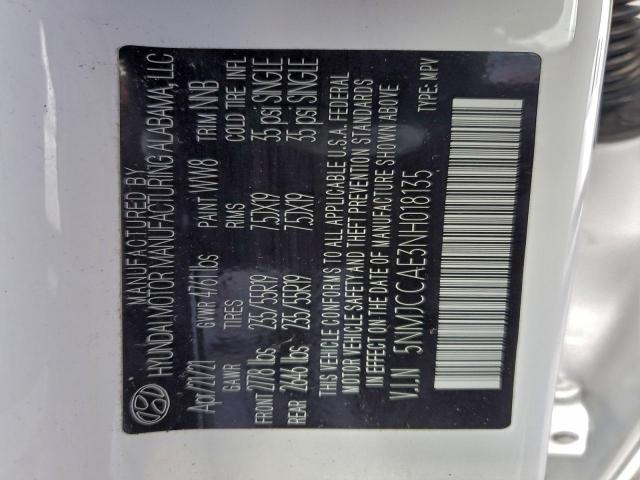 MANUFACTURED BY
HYUNDAI MOTOR MANUFACTURING ALABAMA, LLC
Apr/21/21 GVWR 4761 lbs PAINT WW8 TRIM NNB
GAWR TIRES RIMS COLD TIRE INFL
FRONT 2778 lbs 235/55R19 7.5JX19 35 psi SINGLE
REAR 2646 lbs 235/55R19 7.5JX19 35 psi SINGLE
THIS VEHICLE CONFORMS TO ALL APPLICABLE U.S.A. FEDERAL
MOTOR VEHICLE SAFETY AND THEFT PREVENTION STANDARDS
IN EFFECT ON THE DATE OF MANUFACTURE SHOWN ABOVE
V.I.N 5NMJCCAE3NH018135 TYPE: MPV